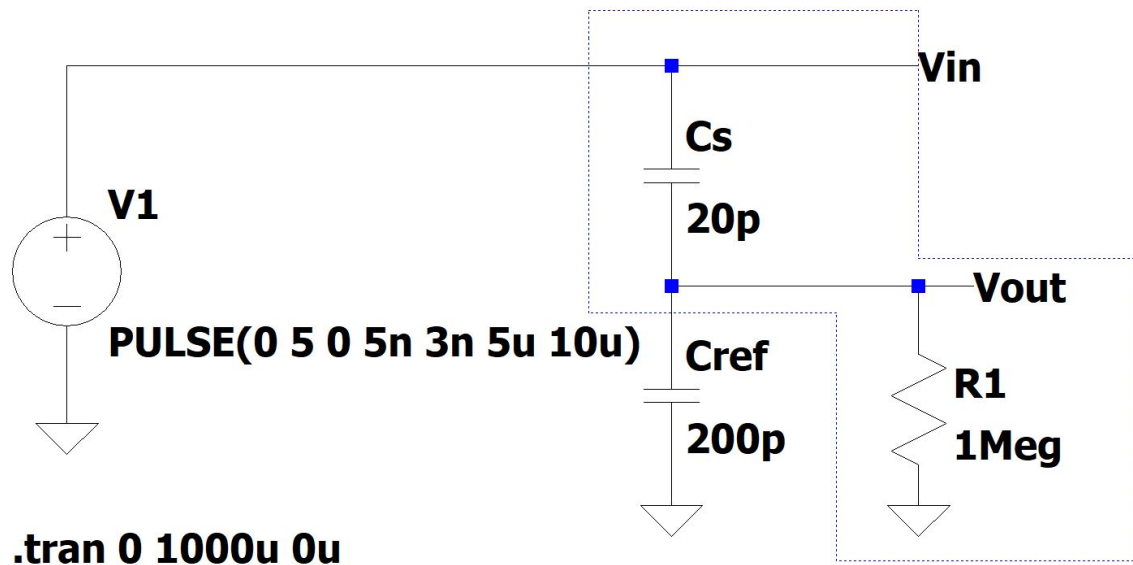 Vin
Cs
V1
20p
Vout
PULSE(0 5 0 5n 3n 5u 10u)
Cref
R1
200p
1Meg
.tran 0 1000u 0u